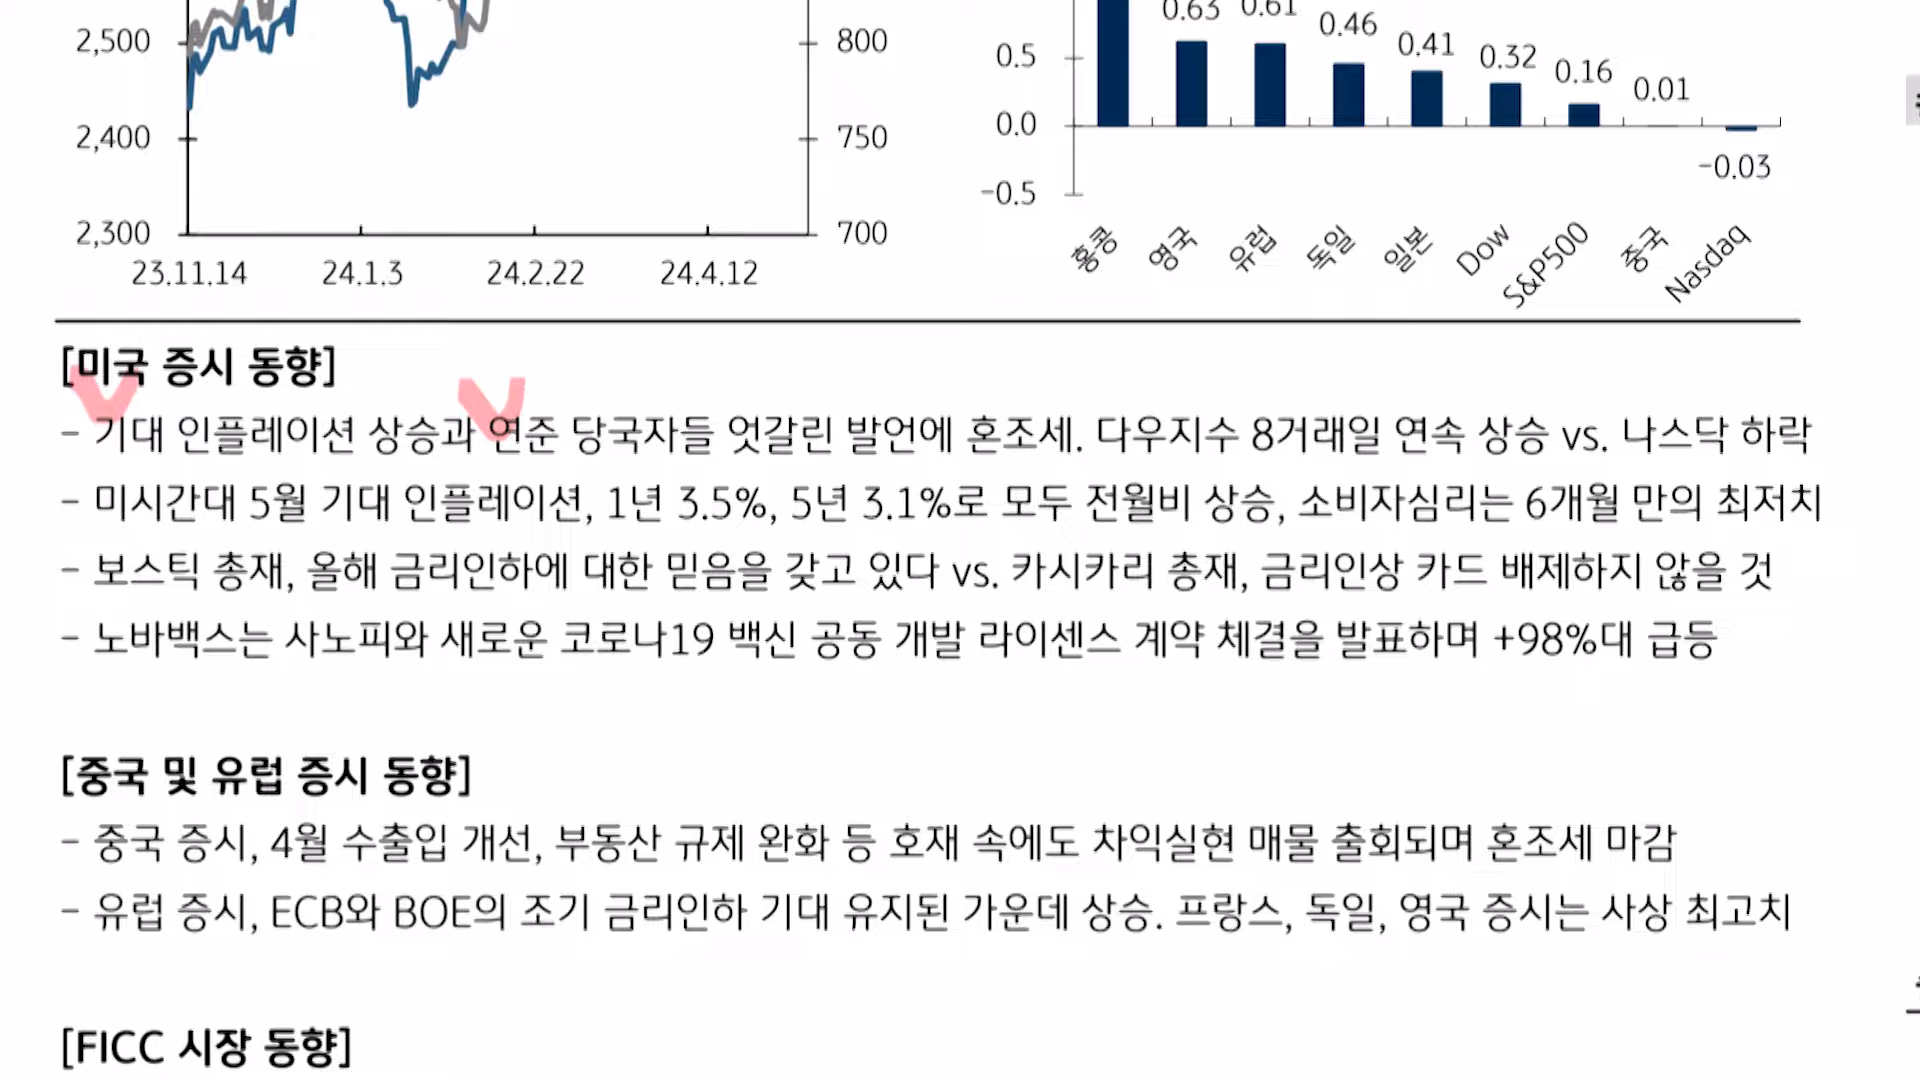 2,500
2,400
2,300
800
750
700
23.11.14 24.1.3 24.2.22 24.4.12
0.5
0.0
-0.5
0.63 0.61 0.46 0.41 0.32 0.16 0.01 -0.03
홍콩 영국 유럽 독일 일본 Dow S&P500 중국 Nasdaq
[미국 증시 동향]
- 기대 인플레이션 상승과 연준 당국자들 엇갈린 발언에 혼조세. 다우지수 8거래일 연속 상승 vs. 나스닥 하락
- 미시간대 5월 기대 인플레이션, 1년 3.5%, 5년 3.1%로 모두 전월비 상승, 소비자심리는 6개월 만의 최저치
- 보스틱 총재, 올해 금리인하에 대한 믿음을 갖고 있다 vs. 카시카리 총재, 금리인상 카드 배제하지 않을 것
- 노바백스는 사노피와 새로운 코로나19 백신 공동 개발 라이센스 계약 체결을 발표하며 +98%대 급등
[중국 및 유럽 증시 동향]
- 중국 증시, 4월 수출입 개선, 부동산 규제 완화 등 호재 속에도 차익실현 매물 출회되며 혼조세 마감
- 유럽 증시, ECB와 BOE의 조기 금리인하 기대 유지된 가운데 상승. 프랑스, 독일, 영국 증시는 사상 최고치
[FICC 시장 동향]